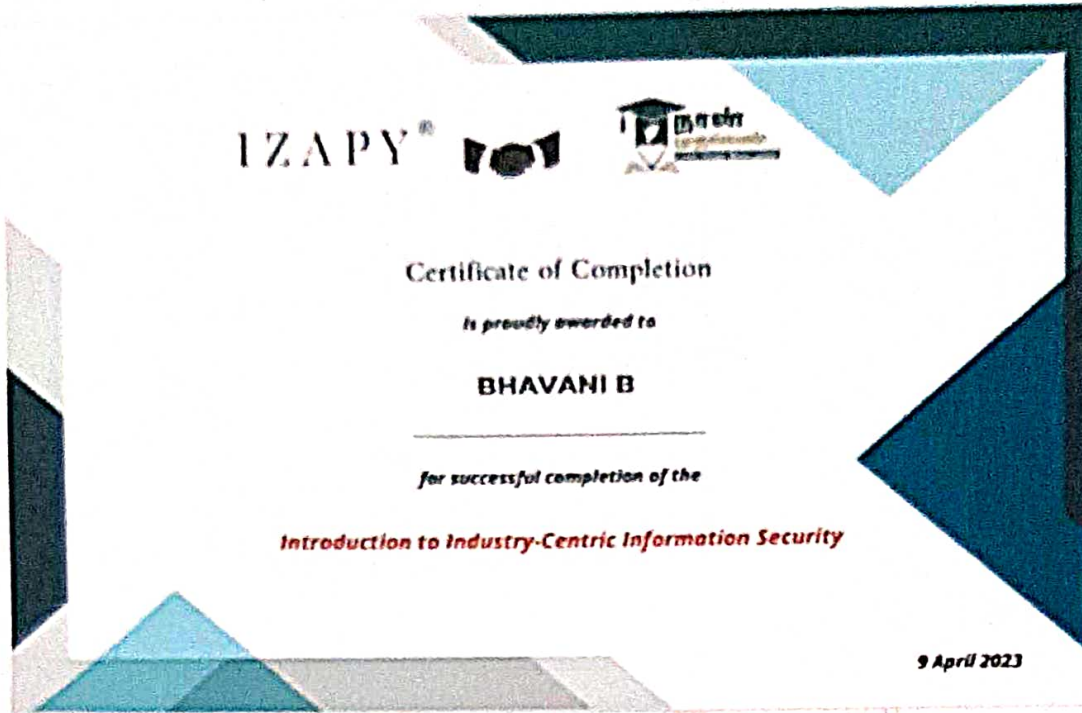 IZAPY®
Certificate of Completion
is proudly awarded to
BHAVANI B
for successful completion of the
Introduction to Industry-Centric Information Security
9 April 2023